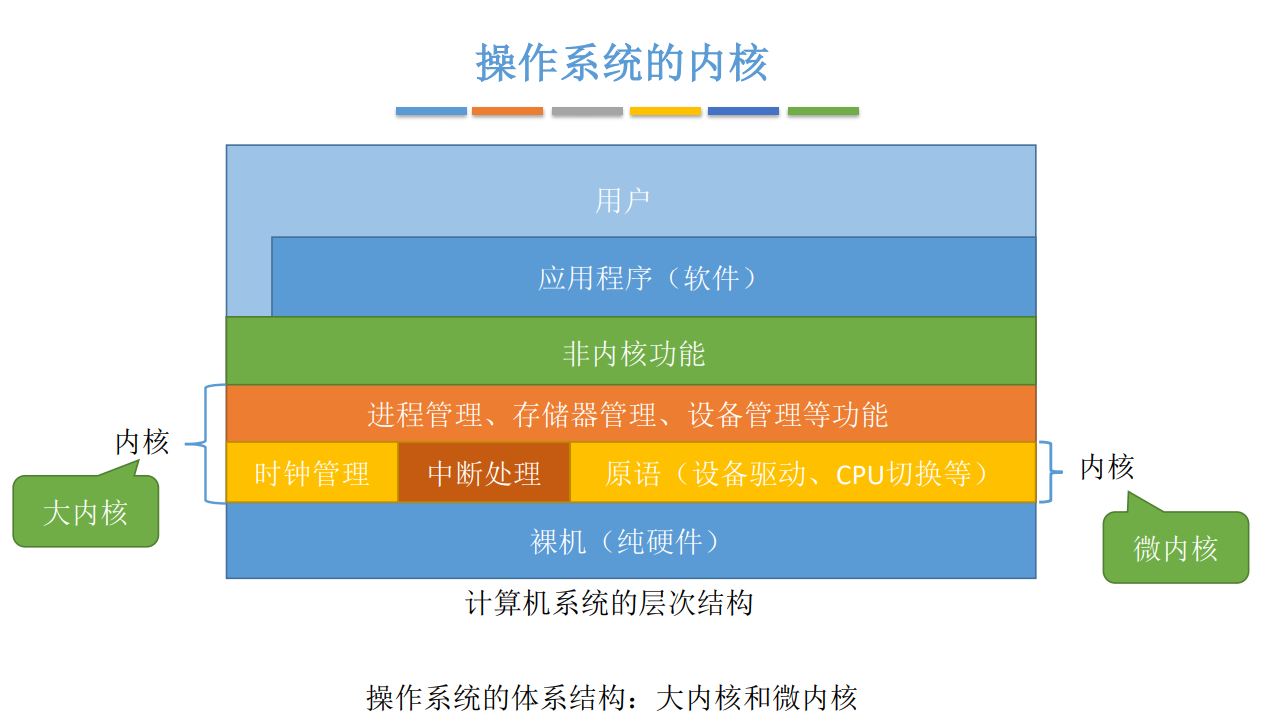 操作系统的内核
用户
应用程序（软件）
非内核功能
进程管理、存储器管理、设备管理等功能
内核
大内核
时钟管理
中断处理
原语（设备驱动、CPU切换等）
内核
微内核
裸机（纯硬件）
计算机系统的层次结构
操作系统的体系结构：大内核和微内核